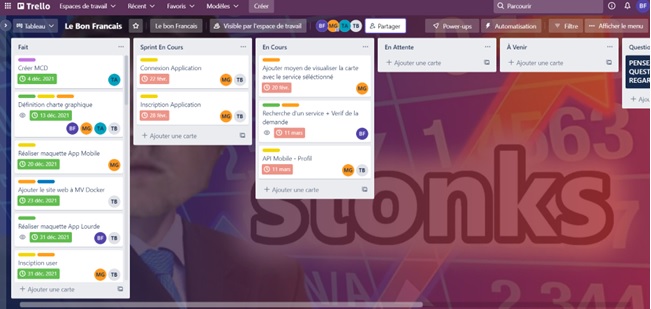 Trello Espaces de travail Récent Favoris Modèles Créer Parcourir BF
Tableau Le Bon Francais Le bon Francais Visible par l'espace de travail BF MG TA TB Partager Power-ups Automatisation Filtre Afficher le menu
Fait
Créer MCD
4 déc. 2021
TA
Définition charte graphique
12 déc. 2021
BF MG TA TB
Réaliser maquette App Mobile
20 déc. 2021
MG
Ajouter le site web à MV Docker
23 déc. 2021
TB
Réaliser maquette App Lourde
31 déc. 2021
BF TB
Insciption user
31 déc. 2021
MG TB
+ Ajouter une carte
Sprint En Cours
Connexion Application
MG TB
Inscription Application
28 févr.
MG TB
+ Ajouter une carte
En Cours
Ajouter moyen de visualiser la carte
avec le service séléctionné
20 févr.
MG
Recherche d'un service + Verif de la
demande
11 mars
BF
API Mobile - Profil
11 mars
MG TB
+ Ajouter une carte
En Attente
+ Ajouter une carte
À Venir
+ Ajouter une carte
Questio
PENSE
QUEST
REGAR
+ Ajou
Stonks